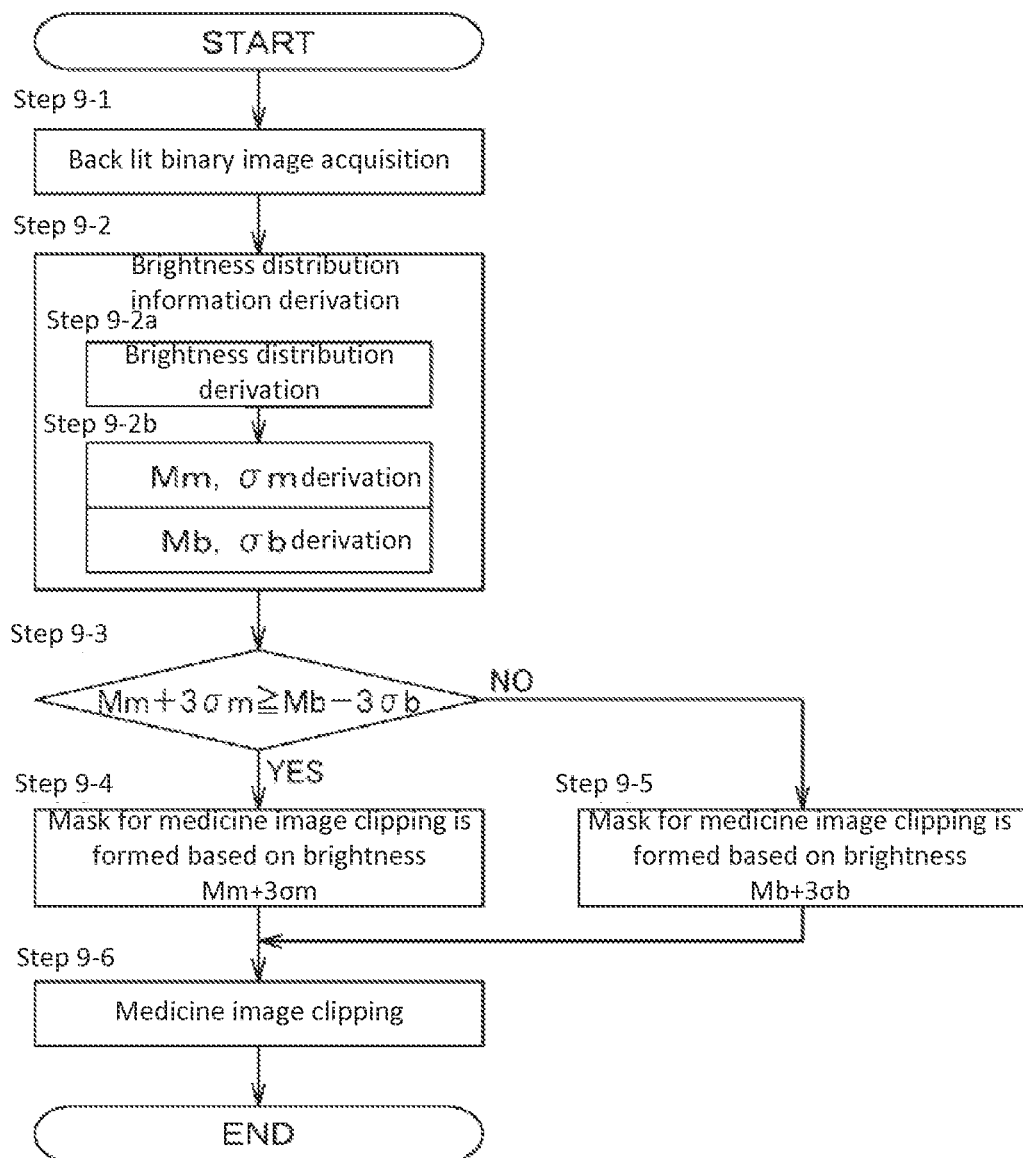 START
Step 9-1
Back lit binary image acquisition
Step 9-2
Brightness distribution
information derivation
Step 9-2a
Brightness distribution
derivation
Step 9-2b
Mm, σm derivation
Mb, σb derivation
Step 9-3
Mm+3σm≧Mb−3σb
NO
YES
Step 9-4
Mask for medicine image clipping is
formed based on brightness
Mm+3σm
Step 9-5
Mask for medicine image clipping is
formed based on brightness
Mb+3σb
Step 9-6
Medicine image clipping
END